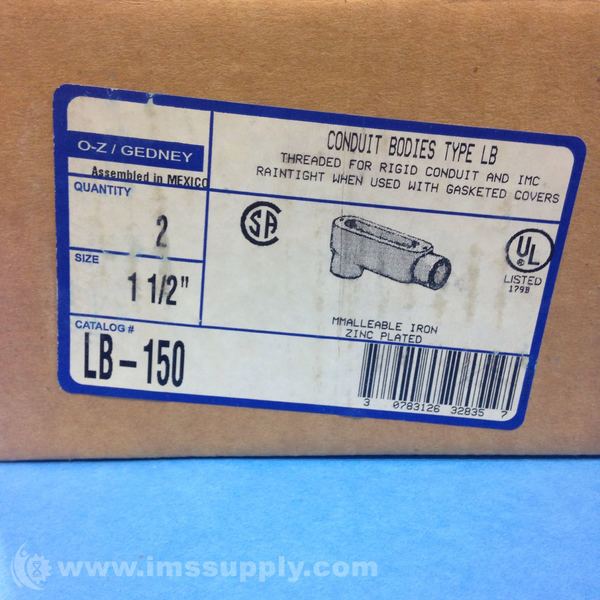 O-Z / GEDNEY
Assembled in MEXICO
QUANTITY
2
SIZE
1 1/2"
CATALOG #
LB-150
CONDUIT BODIES TYPE LB
THREADED FOR RIGID CONDUIT AND IMC
RAINTIGHT WHEN USED WITH GASKETED COVERS
SA
UL
®
LISTED
179B
MMALLEABLE IRON
ZINC PLATED
3 0783126 32835 7
www.imssupply.com